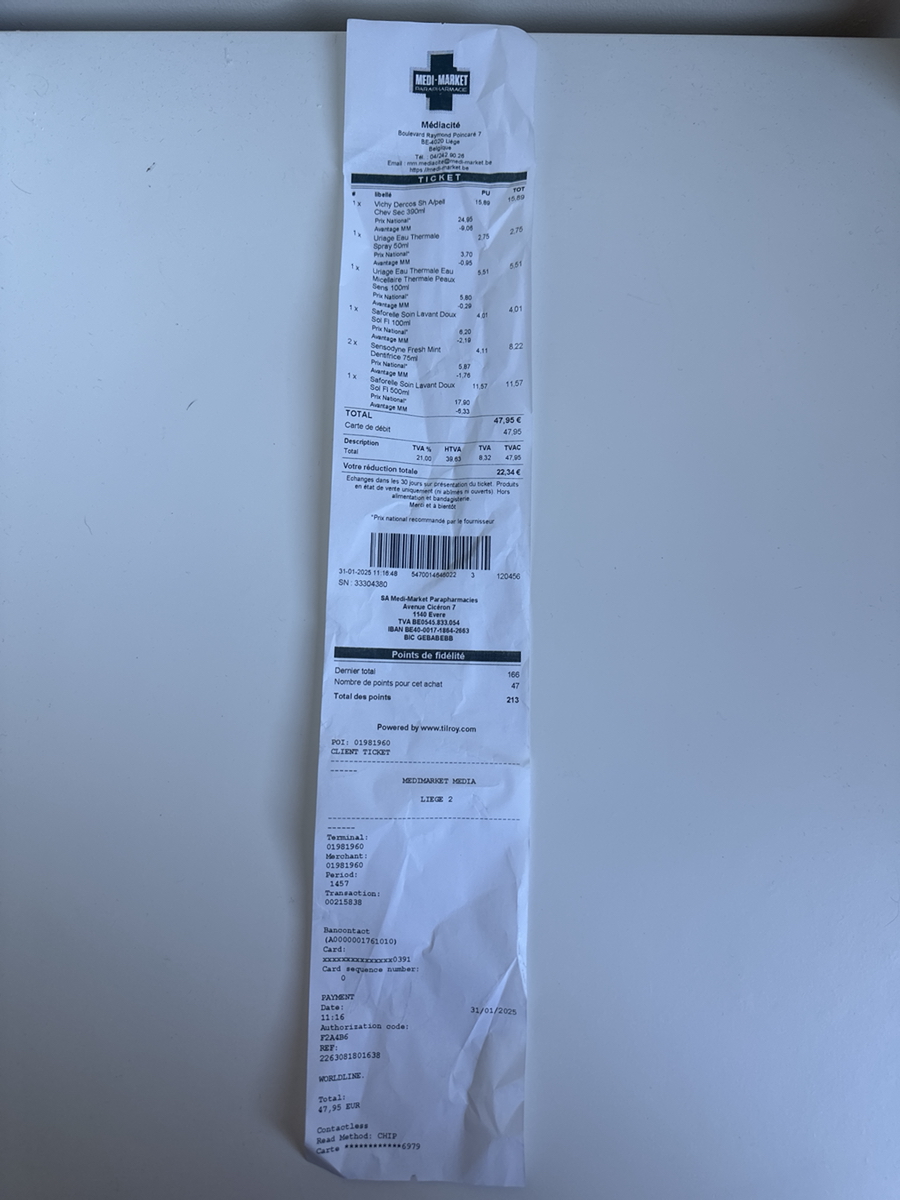 MEDI-MARKET
PARAPHARMACIE
Médiacité
Boulevard Raymond Poincaré 7
BE-4020 Liège
Belgique
Tél. : 04/242 90 28
Email : mm.mediacite@medi-market.be
https://medi-market.be
TICKET
# libellé PU TOT
1 x Vichy Dercos Sh A/pell 15.89 15.89
Chev Sec 390ml
Prix National* 24.95
Avantage MM -9.06
1 x Uriage Eau Thermale 2.75 2.75
Spray 50ml
Prix National* 3.70
Avantage MM -0.95
1 x Uriage Eau Thermale Eau 5.51 5.51
Micellaire Thermale Peaux
Sens 100ml
Prix National* 5.80
Avantage MM -0.29
1 x Saforelle Soin Lavant Doux 4.01 4.01
Sol Fl 100ml
Prix National* 6.20
Avantage MM -2.19
2 x Sensodyne Fresh Mint 4.11 8.22
Dentifrice 75ml
Prix National* 5.87
Avantage MM -1.76
1 x Saforelle Soin Lavant Doux 11.57 11.57
Sol Fl 500ml
Prix National* 17.90
Avantage MM -6.33
TOTAL 47,95 €
Carte de débit 47.95
Description TVA % HTVA TVA TVAC
Total 21.00 39.63 8.32 47,95
Votre réduction totale 22,34 €
Echanges dans les 30 jours sur présentation du ticket. Produits
en état de vente uniquement (ni abîmés ni ouverts). Hors
alimentation et bandagisterie.
Merci et à bientôt
*Prix national recommandé par le fournisseur
31-01-2025 11:16:48 5470014646022 3 120456
SN : 33304380
SA Medi-Market Parapharmacies
Avenue Cicéron 7
1140 Evere
TVA BE0545.833.654
IBAN BE40-0017-1864-2663
BIC GEBABEBB
Points de fidélité
Dernier total 166
Nombre de points pour cet achat 47
Total des points 213
Powered by www.tilroy.com
POI: 01981960
CLIENT TICKET
------------------------------------
------
MEDIMARKET MEDIA
LIEGE 2
------------------------------------
------
Terminal:
01981960
Merchant:
01981960
Period:
1457
Transaction:
00215838
Bancontact
(A0000001761010)
Card:
xxxxxxxxxxxxxxx0391
Card sequence number:
0
PAYMENT
Date: 31/01/2025
11:16
Authorization code:
F2A4B6
REF:
2263081801638
WORLDLINE.
Total:
47,95 EUR
Contactless
Read Method: CHIP
Carte ************6979